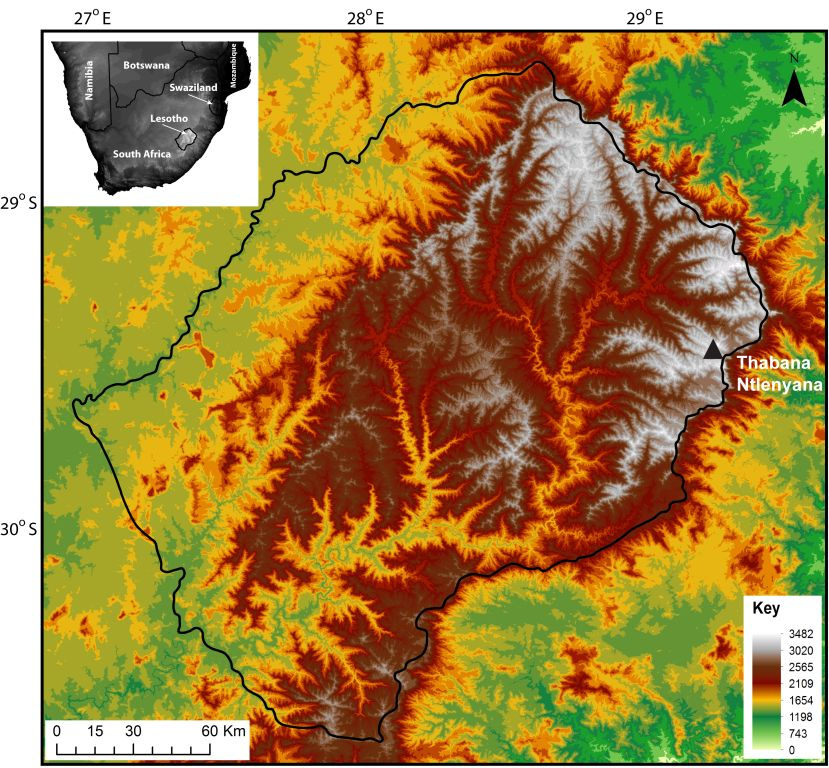 27° E
28° E
29° E
Namibia
Botswana
Mozambique
Swaziland
Lesotho
South Africa
N
29° S
Thabana
Ntlenyana
30° S
Key
3482
3020
2565
2109
1654
1198
743
0
0 15 30 60 Km